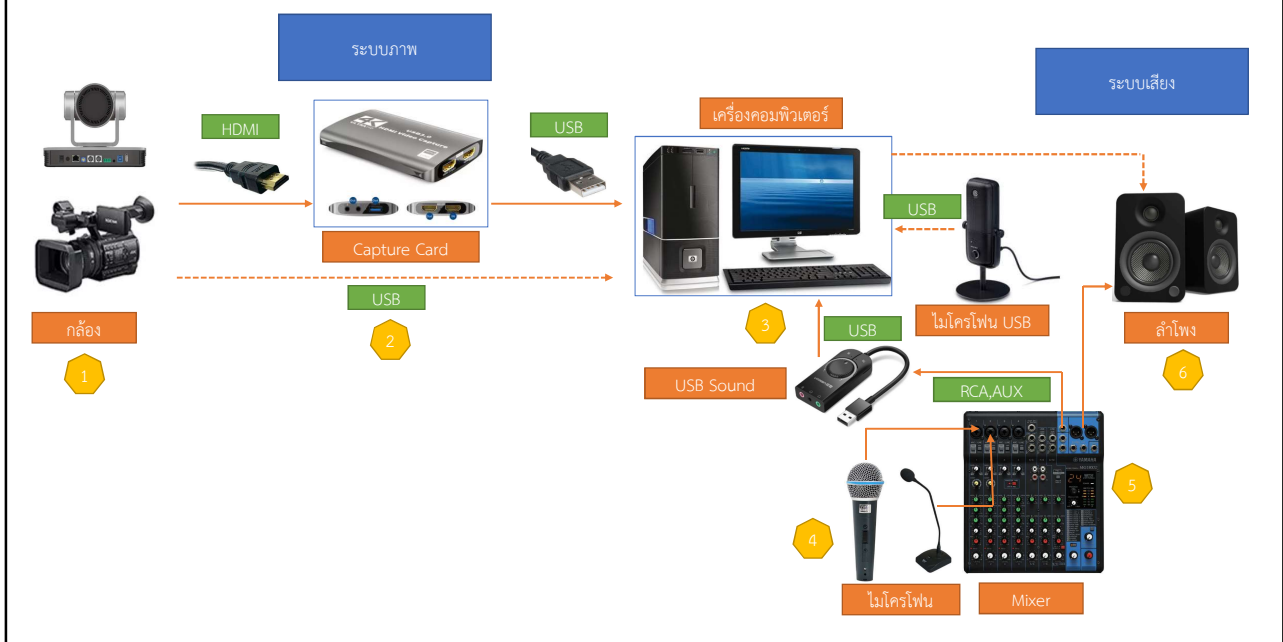 ระบบภาพ
ระบบเสียง
HDMI
USB
เครื่องคอมพิวเตอร์
USB
Capture Card
USB
กล้อง
1
2
3
USB
ไมโครโฟน USB
ลำโพง
6
USB Sound
RCA,AUX
YAMAHA
5
4
ไมโครโฟน
Mixer